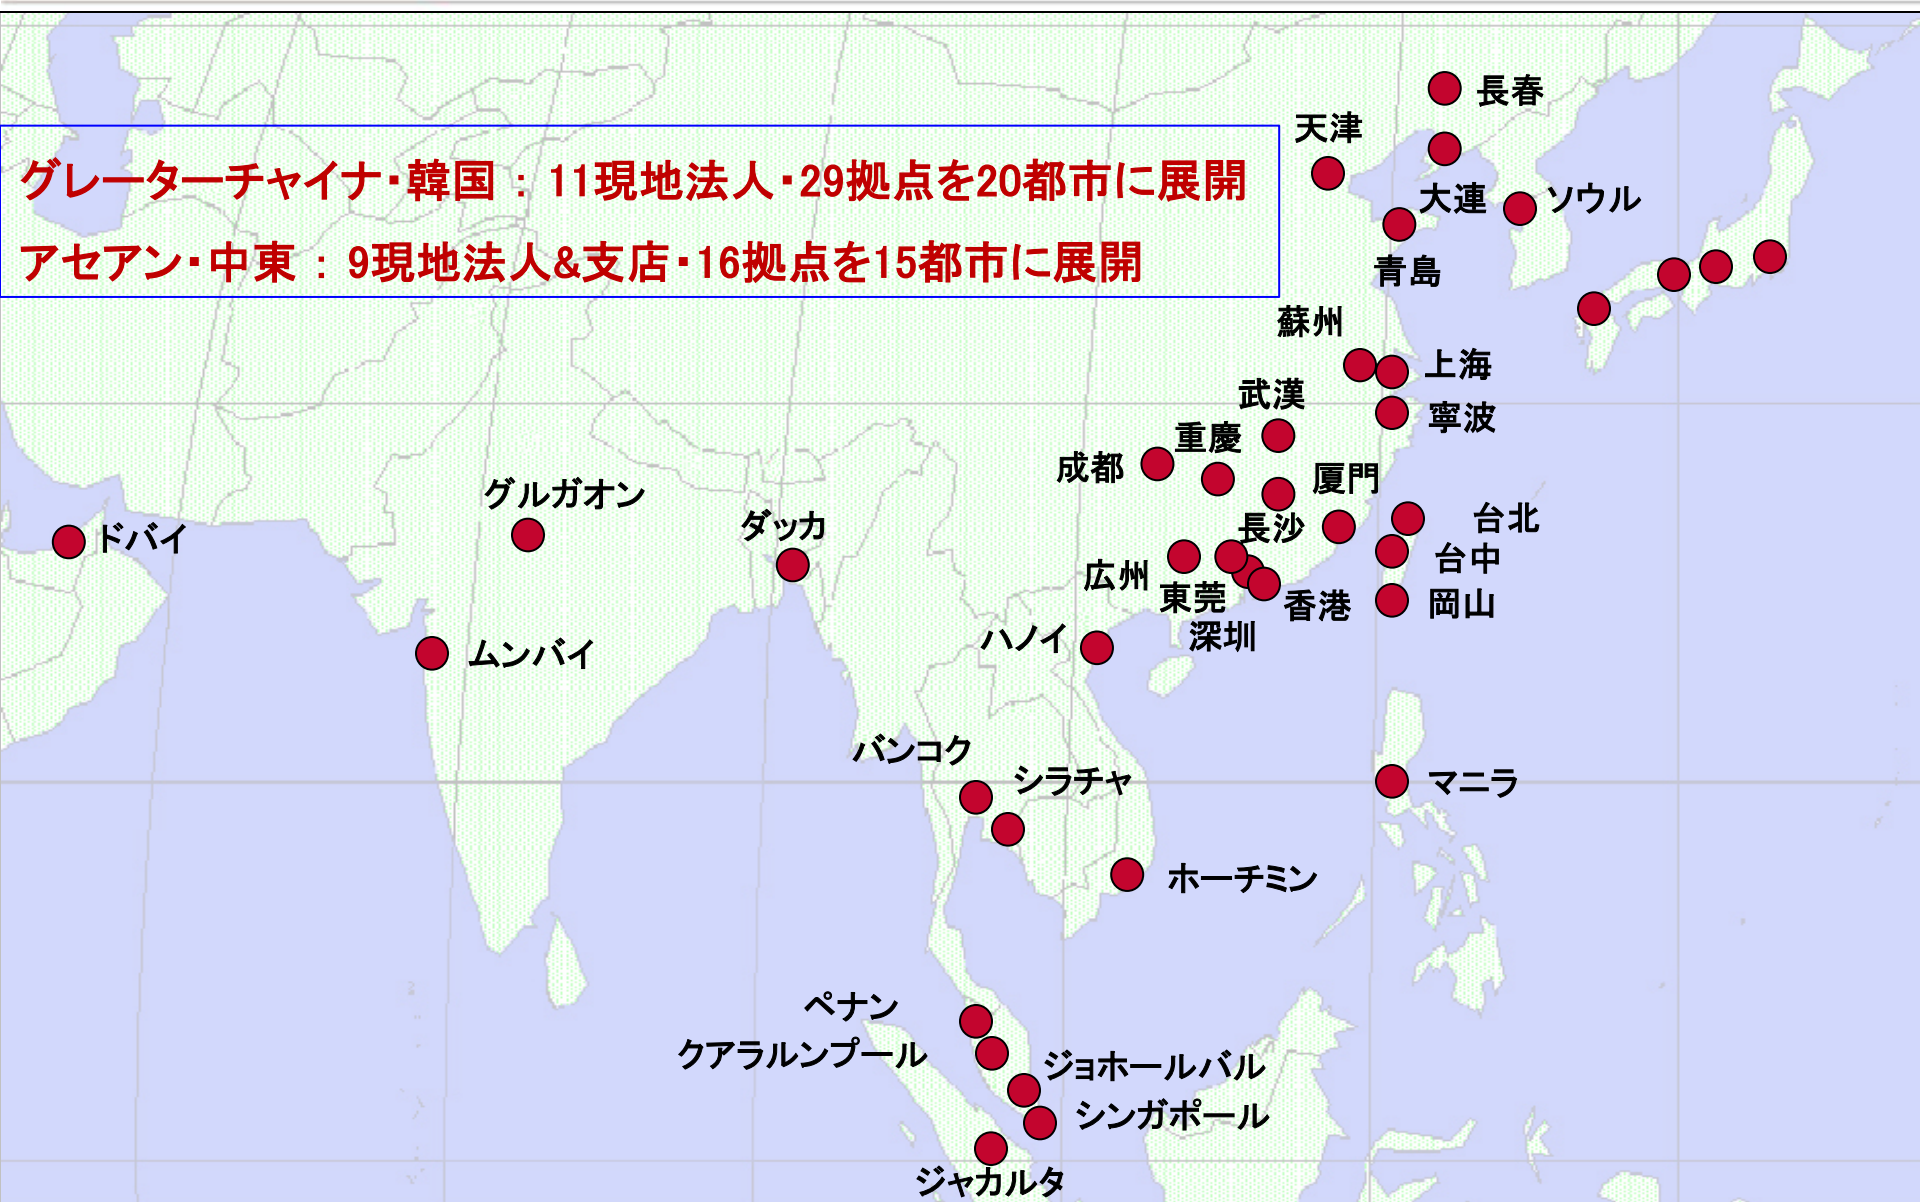 長春
天津
グレーターチャイナ・韓国 : 11現地法人・29拠点を20都市に展開
大連
ソウル
アセアン・中東 : 9現地法人&支店・16拠点を15都市に展開
青島
蘇州
上海
武漢
寧波
重慶
成都
厦門
グルガオン
ダッカ
長沙
台北
ドバイ
台中
広州
東莞
香港
岡山
深圳
ハノイ
ムンバイ
バンコク
シラチャ
マニラ
ホーチミン
ペナン
クアラルンプール
ジョホールバル
シンガポール
ジャカルタ